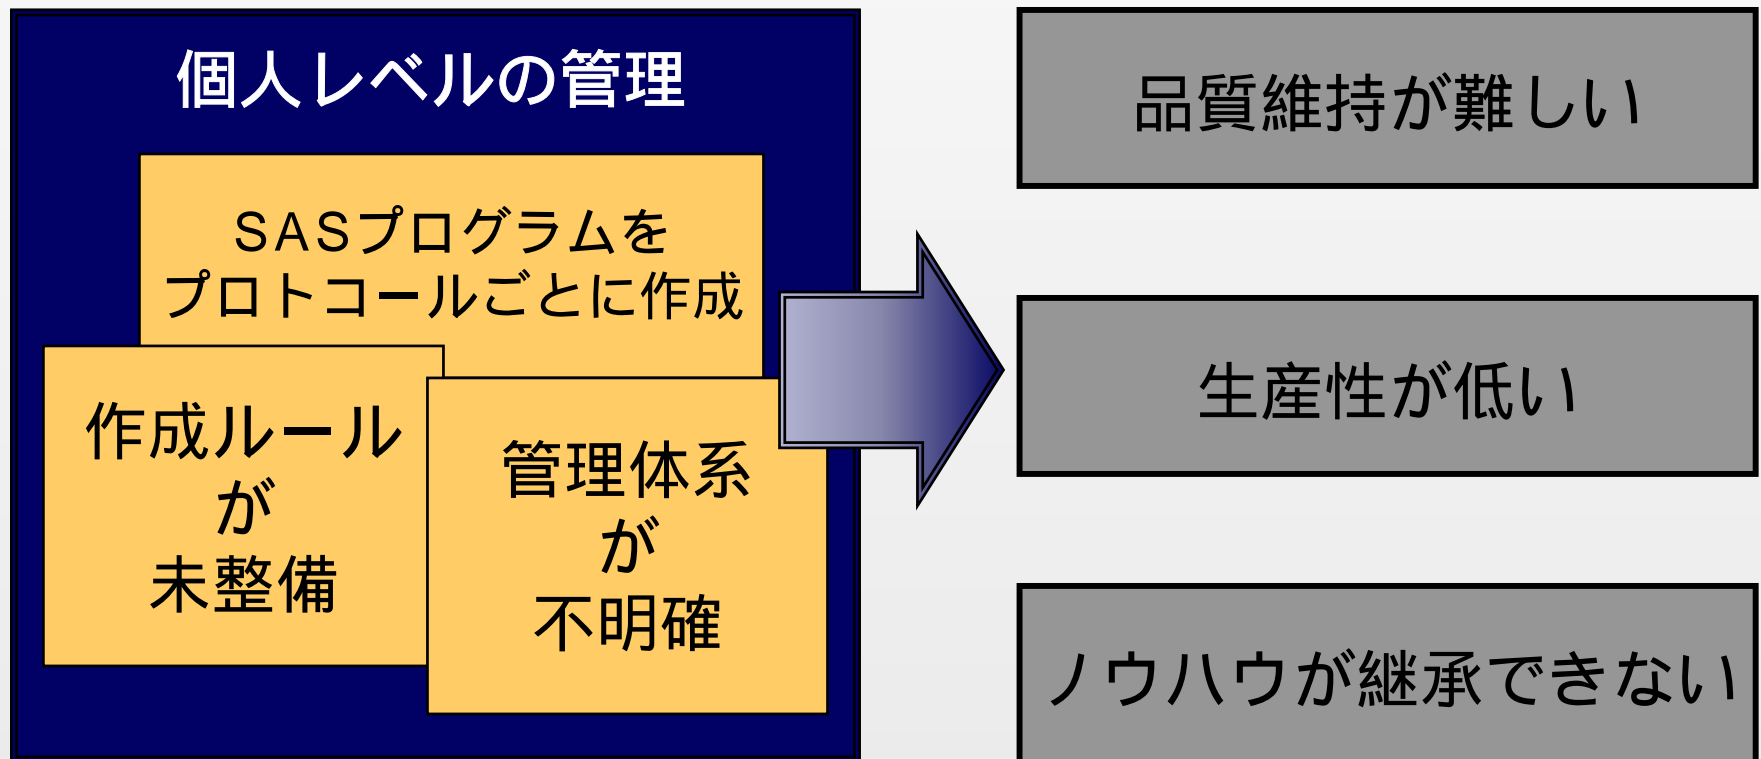 個人レベルの管理
SASプログラムを
プロトコールごとに作成
作成ルール
が
未整備
管理体系
が
不明確
品質維持が難しい
生産性が低い
ノウハウが継承できない